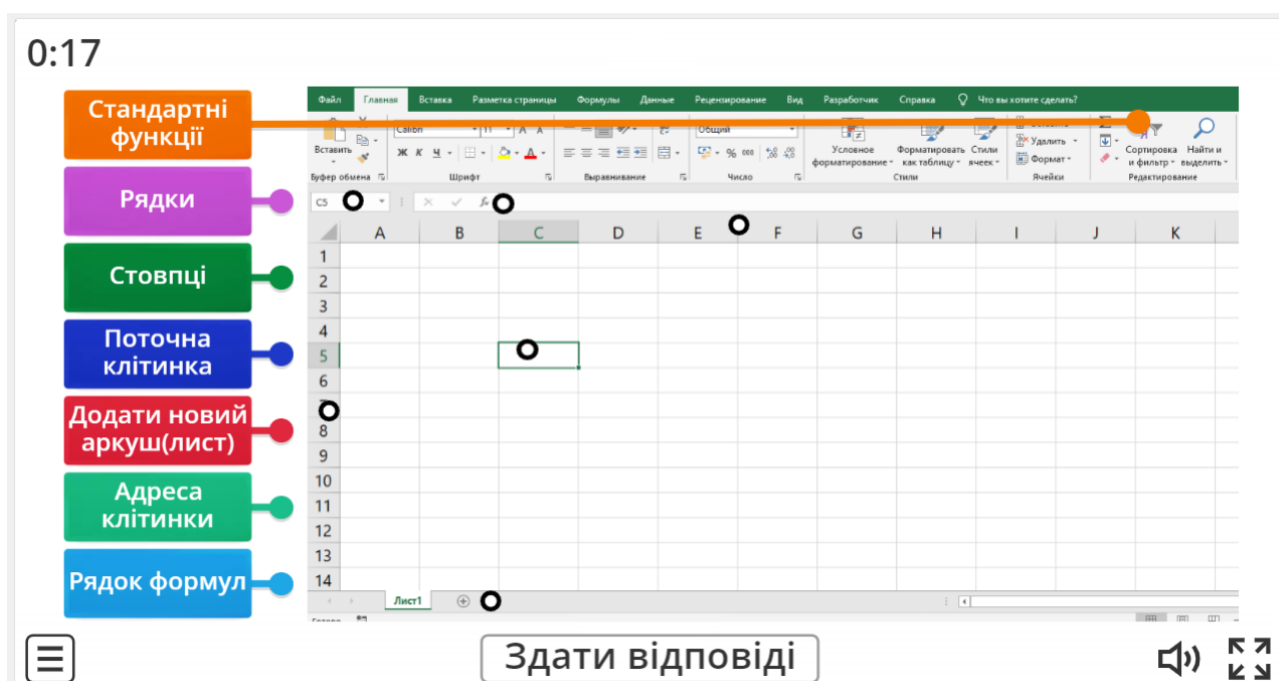 0:17
Стандартні
функції
Рядки
Стовпці
Поточна
клітинка
Додати новий
аркуш(лист)
Адреса
клітинки
Рядок формул
Файл Главная Вставка Разметка страницы Формулы Данные Рецензирование Вид Разработчик Справка Что вы хотите сделать?
Calibri 11 A A Общий
Вставить Ж К Ч % 000 Условное Форматировать Стили Удалить Сортировка Найти и
форматирование как таблицу ячеек Формат и фильтр выделить
Буфер обмена Шрифт Выравнивание Число Стили Ячейки Редактирование
C5 fx
A B C D E F G H I J K
1
2
3
4
5
6
8
9
10
11
12
13
14
Лист1
Здати відповіді